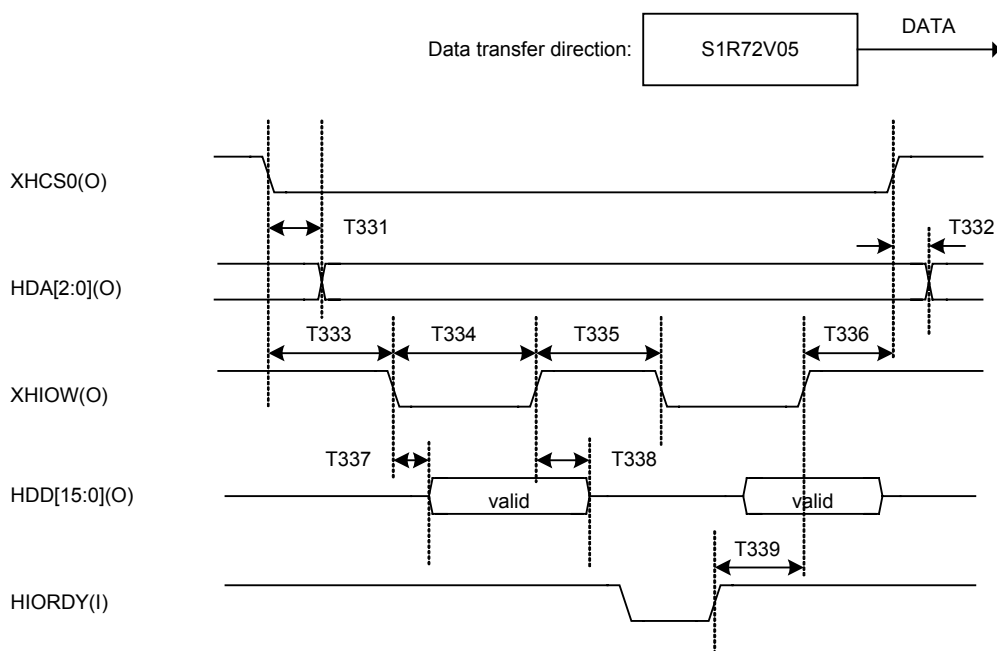 DATA
Data transfer direction: S1R72V05
XHCS0(O)
T331 T332
HDA[2:0](O)
T333 T334 T335 T336
XHIOW(O)
T337 T338
HDD[15:0](O) valid valid
T339
HIORDY(I)